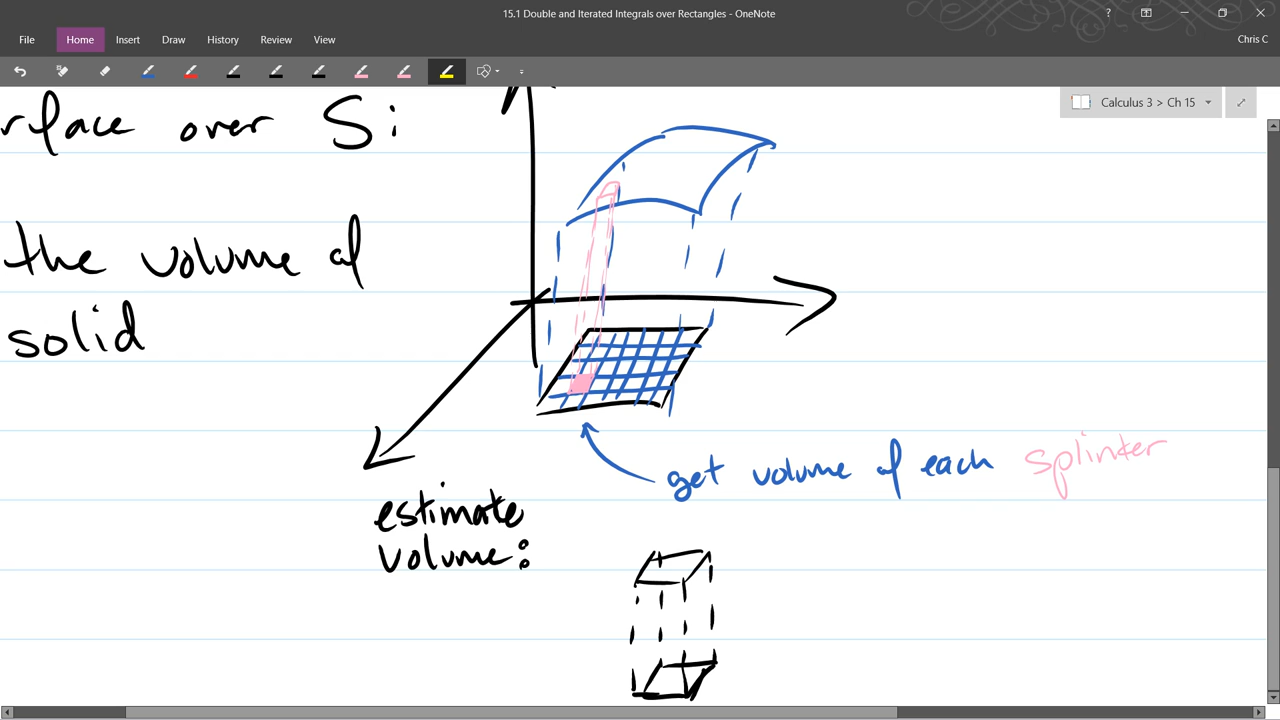 15.1 Double and Iterated Integrals over Rectangles - OneNote
?
File Home Insert Draw History Review View
Chris C
Calculus 3 > Ch 15
rface over S:
the volume of
solid
get volume of each splinter
estimate
volume: